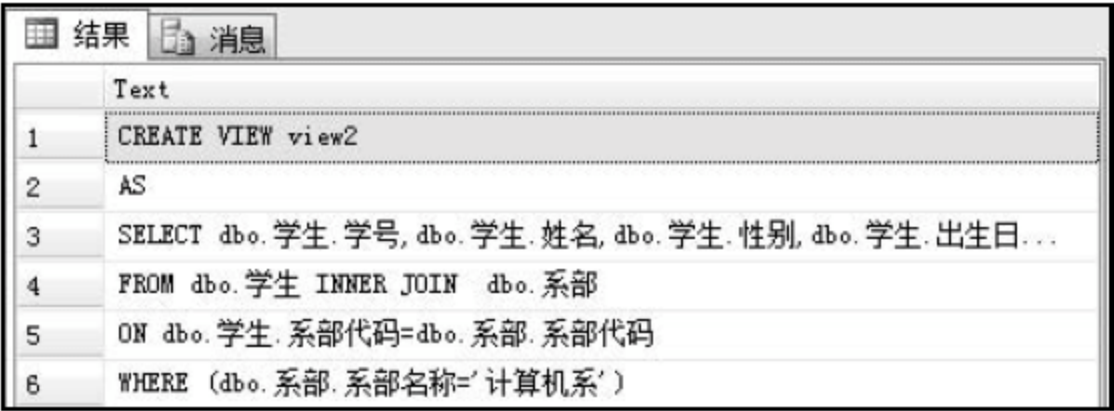 结果 消息
Text
1 CREATE VIEW view2
2 AS
3 SELECT dbo.学生.学号,dbo.学生.姓名,dbo.学生.性别,dbo.学生.出生日...
4 FROM dbo.学生 INNER JOIN  dbo.系部
5 ON dbo.学生.系部代码=dbo.系部.系部代码
6 WHERE (dbo.系部.系部名称='计算机系')